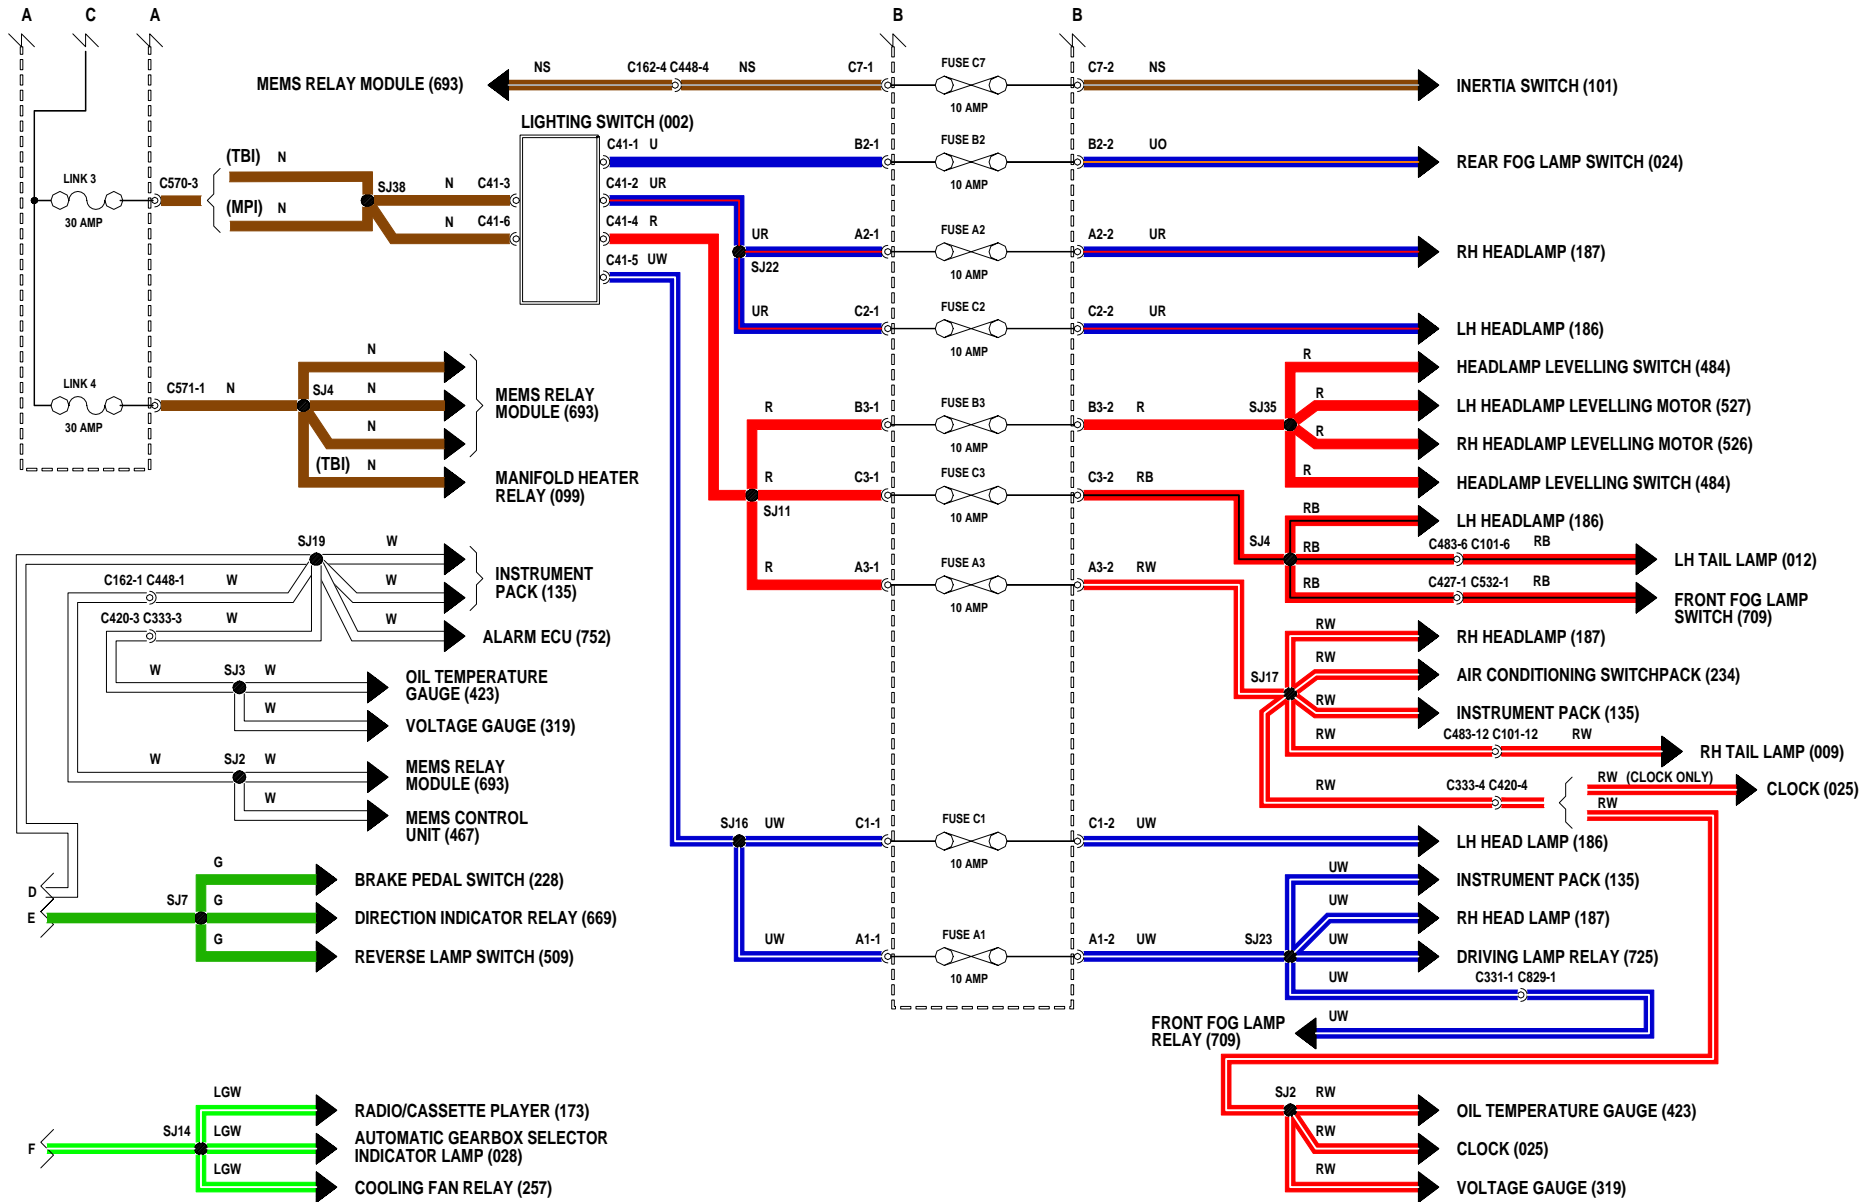 A C A B B
NS C162-4 C448-4 NS C7-1 FUSE C7 C7-2 NS
MEMS RELAY MODULE (693) INERTIA SWITCH (101)
10 AMP
LIGHTING SWITCH (002)
C41-1 U B2-1 FUSE B2 B2-2 UO
(TBI) N REAR FOG LAMP SWITCH (024)
LINK 3 C570-3 SJ38 N C41-3 C41-2 UR 10 AMP
(MPI) N
30 AMP N C41-6 C41-4 R
UR A2-1 FUSE A2 A2-2 UR
RH HEADLAMP (187)
C41-5 UW SJ22 10 AMP
UR C2-1 FUSE C2 C2-2 UR
LH HEADLAMP (186)
N 10 AMP R
HEADLAMP LEVELLING SWITCH (484)
LINK 4 C571-1 N SJ4 N MEMS RELAY
MODULE (693)
R B3-1 FUSE B3 B3-2 R SJ35 R LH HEADLAMP LEVELLING MOTOR (527)
30 AMP N R RH HEADLAMP LEVELLING MOTOR (526)
10 AMP
(TBI) N MANIFOLD HEATER
RELAY (099)
R C3-1 FUSE C3 C3-2 RB R HEADLAMP LEVELLING SWITCH (484)
SJ11 10 AMP RB LH HEADLAMP (186)
SJ19 W SJ4 RB C483-6 C101-6 RB
LH TAIL LAMP (012)
C162-1 C448-1 W W INSTRUMENT
PACK (135)
R A3-1 FUSE A3 A3-2 RW RB C427-1 C532-1 RB
FRONT FOG LAMP
SWITCH (709)
10 AMP
C420-3 C333-3 W W ALARM ECU (752)
RW RH HEADLAMP (187)
W SJ3 W OIL TEMPERATURE
GAUGE (423)
SJ17 RW AIR CONDITIONING SWITCHPACK (234)
W VOLTAGE GAUGE (319)
RW INSTRUMENT PACK (135)
RW C483-12 C101-12 RW RH TAIL LAMP (009)
W SJ2 W MEMS RELAY
MODULE (693)
RW C333-4 C420-4 RW (CLOCK ONLY) CLOCK (025)
RW
W MEMS CONTROL
UNIT (467)
SJ16 UW C1-1 FUSE C1 C1-2 UW
LH HEAD LAMP (186)
10 AMP
D G BRAKE PEDAL SWITCH (228)
UW INSTRUMENT PACK (135)
E SJ7 G DIRECTION INDICATOR RELAY (669)
UW RH HEAD LAMP (187)
G REVERSE LAMP SWITCH (509)
UW A1-1 FUSE A1 A1-2 UW SJ23 UW DRIVING LAMP RELAY (725)
10 AMP UW C331-1 C829-1
UW
FRONT FOG LAMP
RELAY (709)
LGW RADIO/CASSETTE PLAYER (173)
SJ2 RW OIL TEMPERATURE GAUGE (423)
F SJ14 LGW AUTOMATIC GEARBOX SELECTOR
INDICATOR LAMP (028)
RW CLOCK (025)
LGW COOLING FAN RELAY (257)
RW VOLTAGE GAUGE (319)